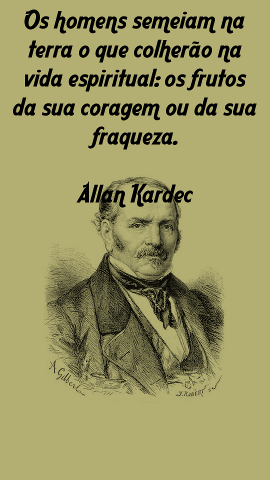 Os homens semeiam na
terra o que colherão na
vida espiritual: os frutos
da sua coragem ou da sua
fraqueza.
Allan Kardec
A Gilbert